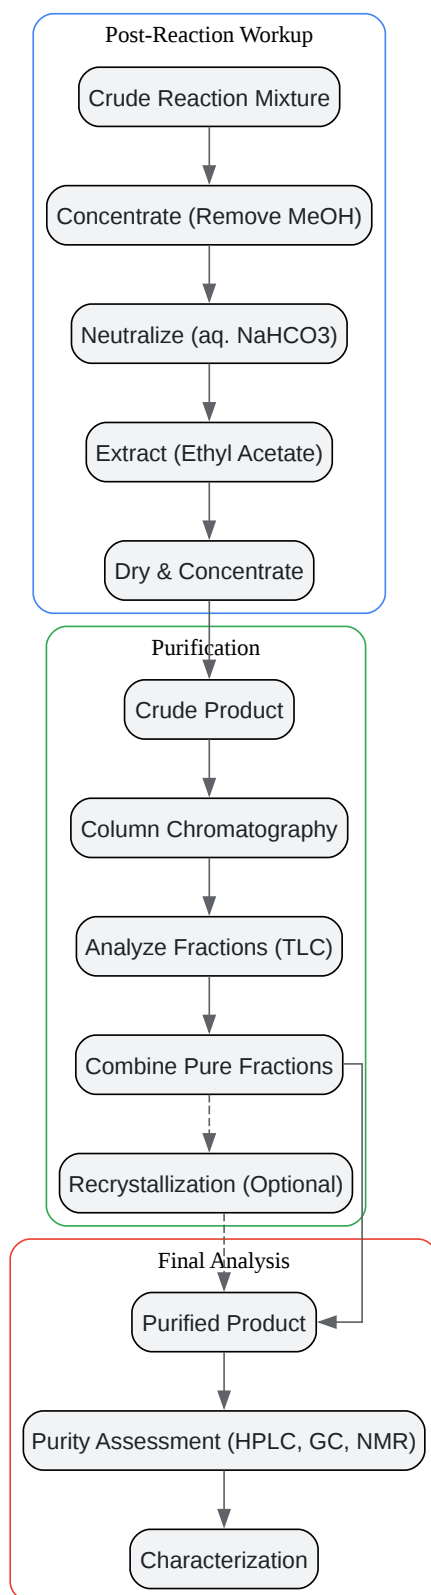 Post-Reaction Workup
Crude Reaction Mixture
Concentrate (Remove MeOH)
Neutralize (aq. NaHCO3)
Extract (Ethyl Acetate)
Dry & Concentrate
Purification
Crude Product
Column Chromatography
Analyze Fractions (TLC)
Combine Pure Fractions
Recrystallization (Optional)
Final Analysis
Purified Product
Purity Assessment (HPLC, GC, NMR)
Characterization